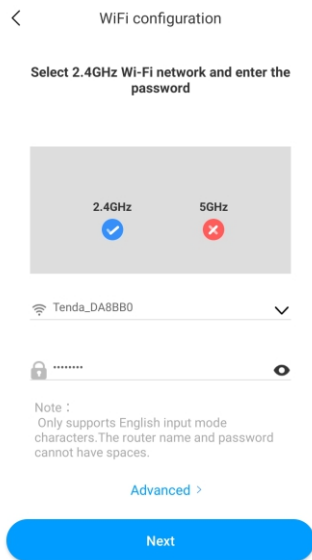 WiFi configuration
Select 2.4GHz Wi-Fi network and enter the
password
2.4GHz 5GHz
Tenda_DA8BB0
········
Note：
Only supports English input mode
characters.The router name and password
cannot have spaces.
Advanced >
Next